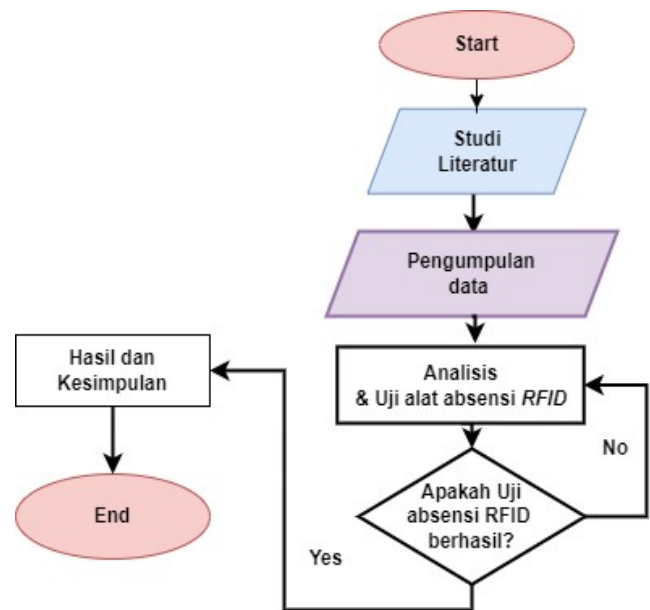 Start
Studi
Literatur
Pengumpulan
data
Analisis
& Uji alat absensi RFID
Apakah Uji
absensi RFID
berhasil?
No
Yes
Hasil dan
Kesimpulan
End